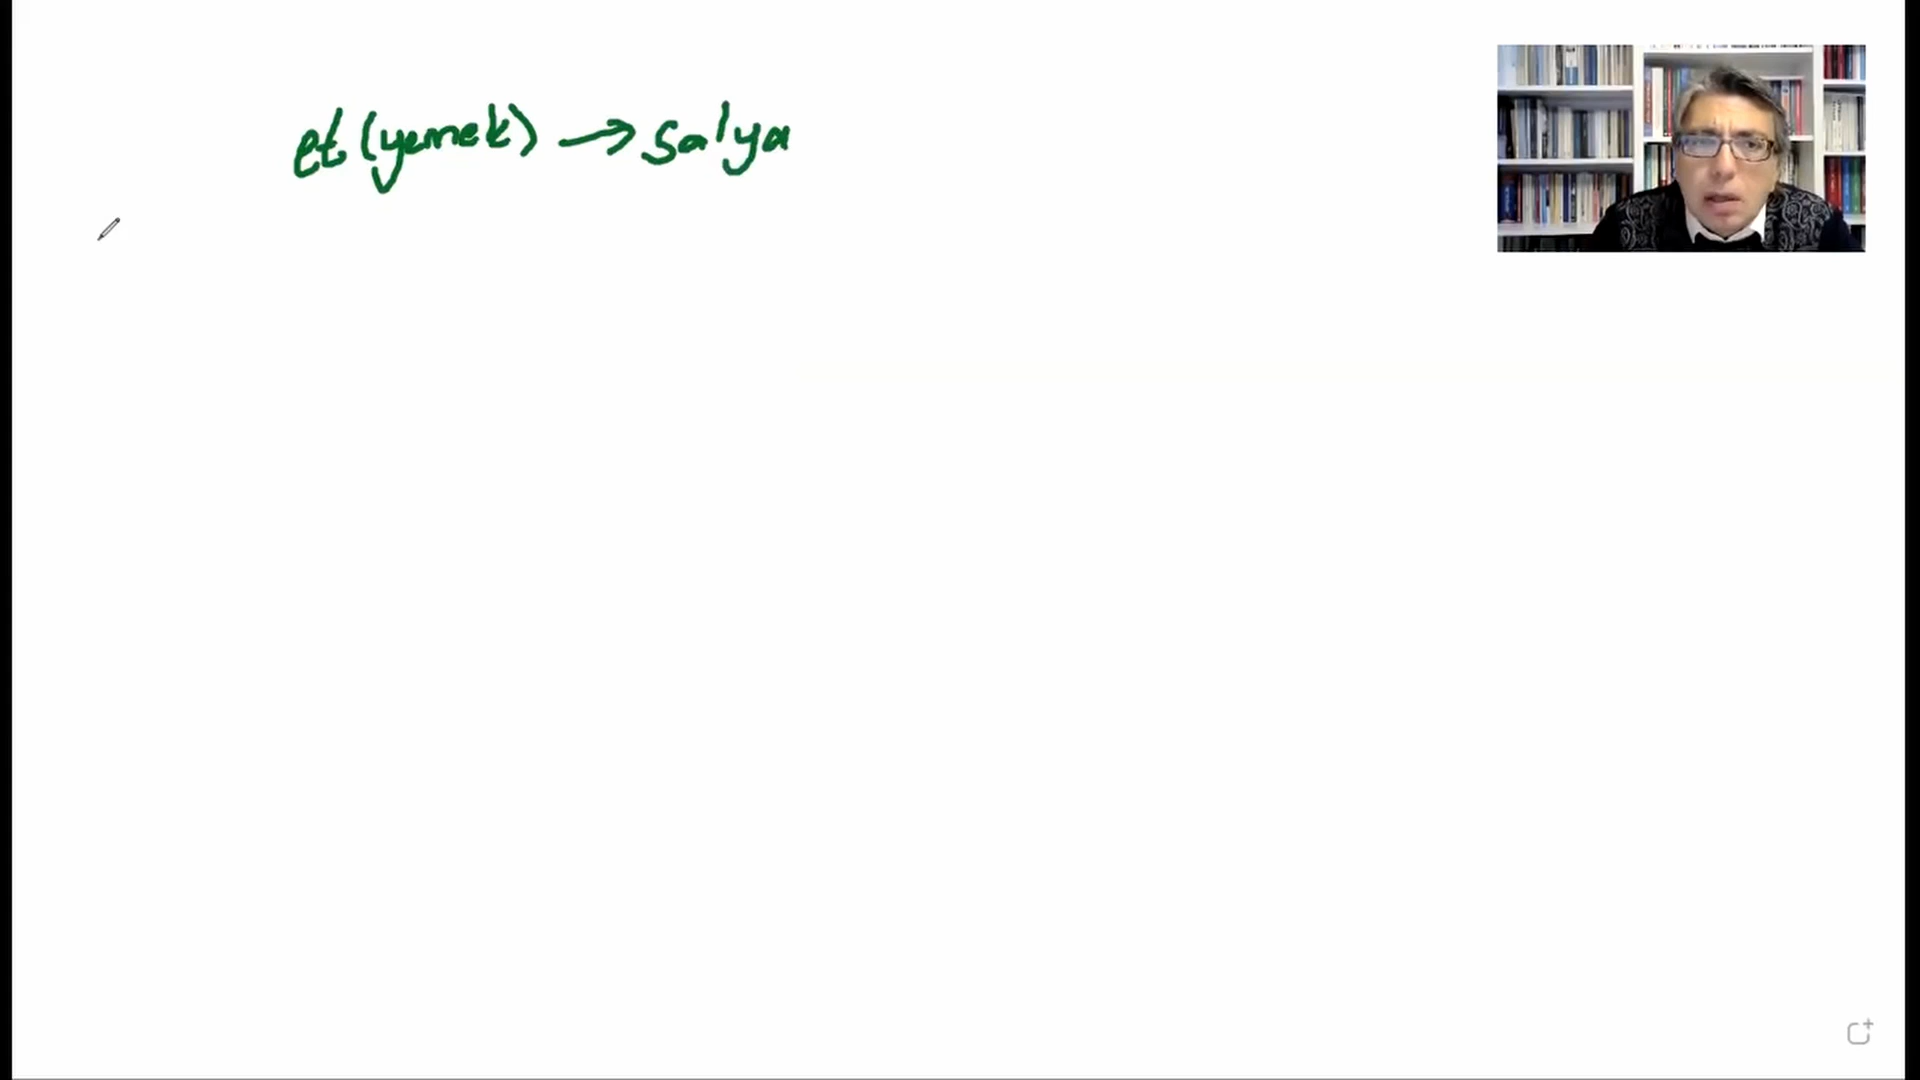 et (yemek) → salya